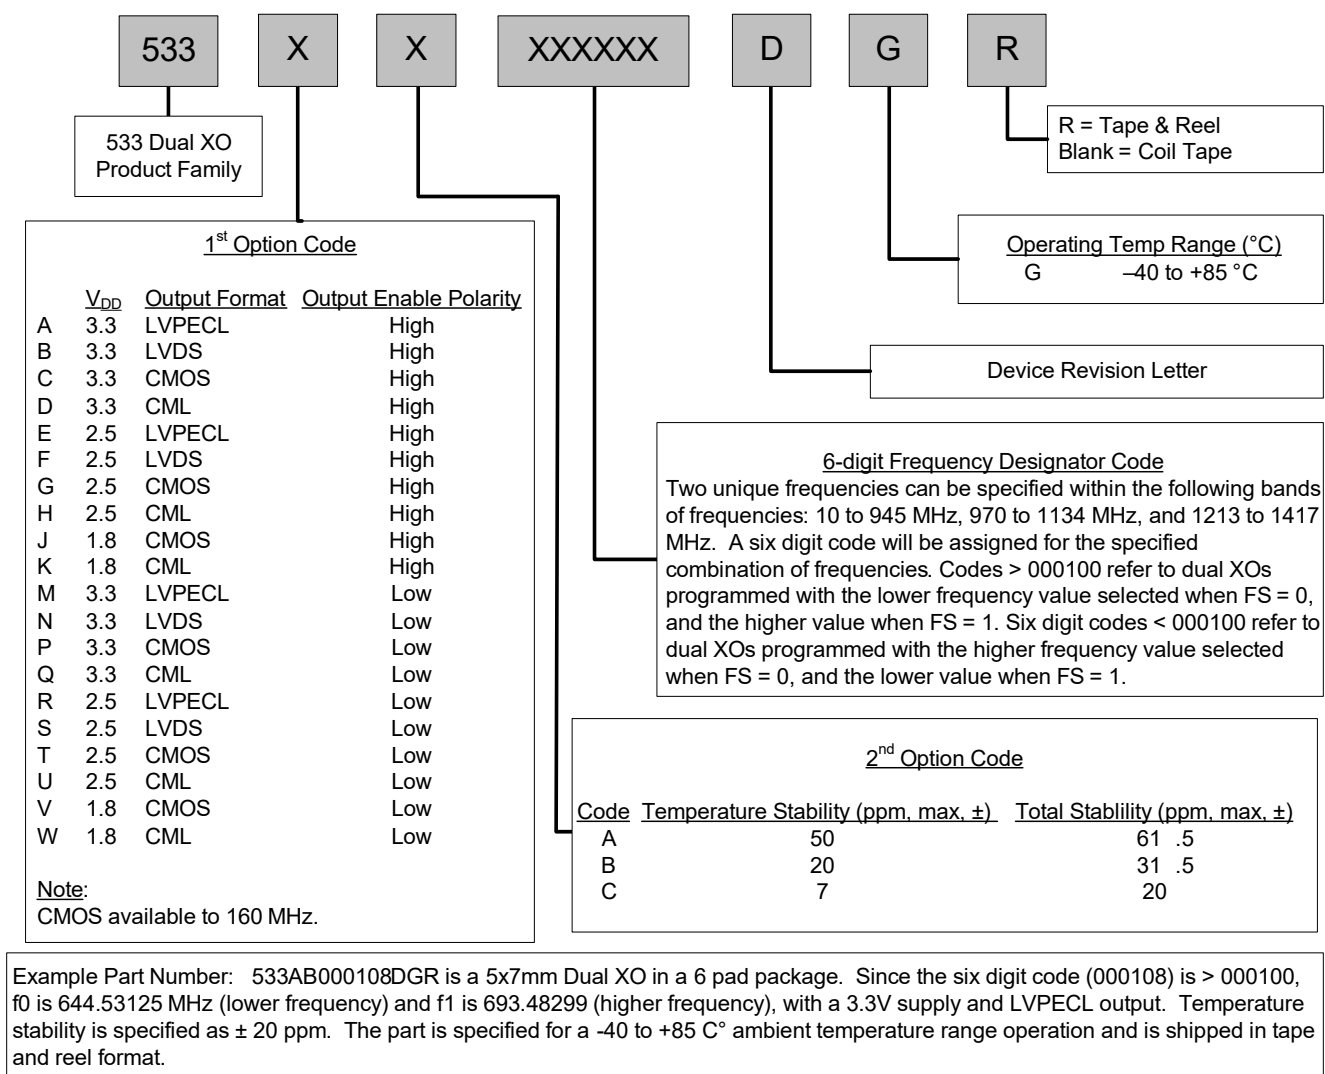 533 X X XXXXXX D G R
533 Dual XO
Product Family
R = Tape & Reel
Blank = Coil Tape
Operating Temp Range (°C)
G –40 to +85 °C
Device Revision Letter
1st Option Code
VDD Output Format Output Enable Polarity
A 3.3 LVPECL High
B 3.3 LVDS High
C 3.3 CMOS High
D 3.3 CML High
E 2.5 LVPECL High
F 2.5 LVDS High
G 2.5 CMOS High
H 2.5 CML High
J 1.8 CMOS High
K 1.8 CML High
M 3.3 LVPECL Low
N 3.3 LVDS Low
P 3.3 CMOS Low
Q 3.3 CML Low
R 2.5 LVPECL Low
S 2.5 LVDS Low
T 2.5 CMOS Low
U 2.5 CML Low
V 1.8 CMOS Low
W 1.8 CML Low
Note:
CMOS available to 160 MHz.
6-digit Frequency Designator Code
Two unique frequencies can be specified within the following bands
of frequencies: 10 to 945 MHz, 970 to 1134 MHz, and 1213 to 1417
MHz. A six digit code will be assigned for the specified
combination of frequencies. Codes > 000100 refer to dual XOs
programmed with the lower frequency value selected when FS = 0,
and the higher value when FS = 1. Six digit codes < 000100 refer to
dual XOs programmed with the higher frequency value selected
when FS = 0, and the lower value when FS = 1.
2nd Option Code
Code Temperature Stability (ppm, max, ±) Total Stablility (ppm, max, ±)
A 50 61 .5
B 20 31 .5
C 7 20
Example Part Number: 533AB000108DGR is a 5x7mm Dual XO in a 6 pad package. Since the six digit code (000108) is > 000100,
f0 is 644.53125 MHz (lower frequency) and f1 is 693.48299 (higher frequency), with a 3.3V supply and LVPECL output. Temperature
stability is specified as ± 20 ppm. The part is specified for a -40 to +85 C° ambient temperature range operation and is shipped in tape
and reel format.